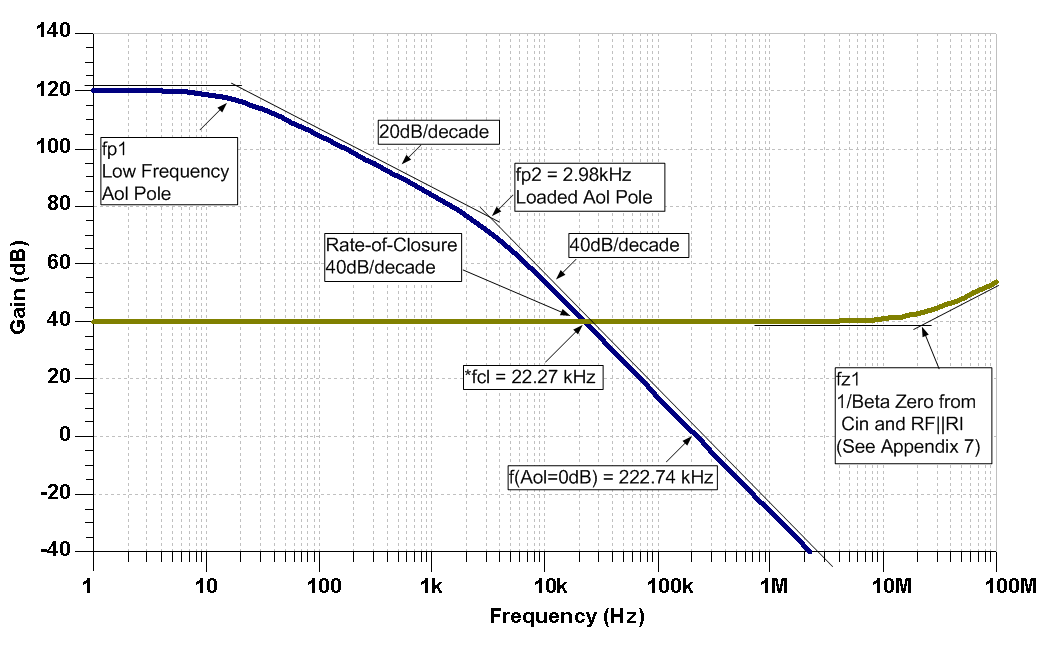 140
120
100
80
60
40
20
0
-20
-40
Gain (dB)
fp1
Low Frequency
Aol Pole
20dB/decade
fp2 = 2.98kHz
Loaded Aol Pole
Rate-of-Closure
40dB/decade
40dB/decade
*fcl = 22.27 kHz
fz1
1/Beta Zero from
Cin and RF||RI
(See Appendix 7)
f(Aol=0dB) = 222.74 kHz
1
10
100
1k
10k
100k
1M
10M
100M
Frequency (Hz)